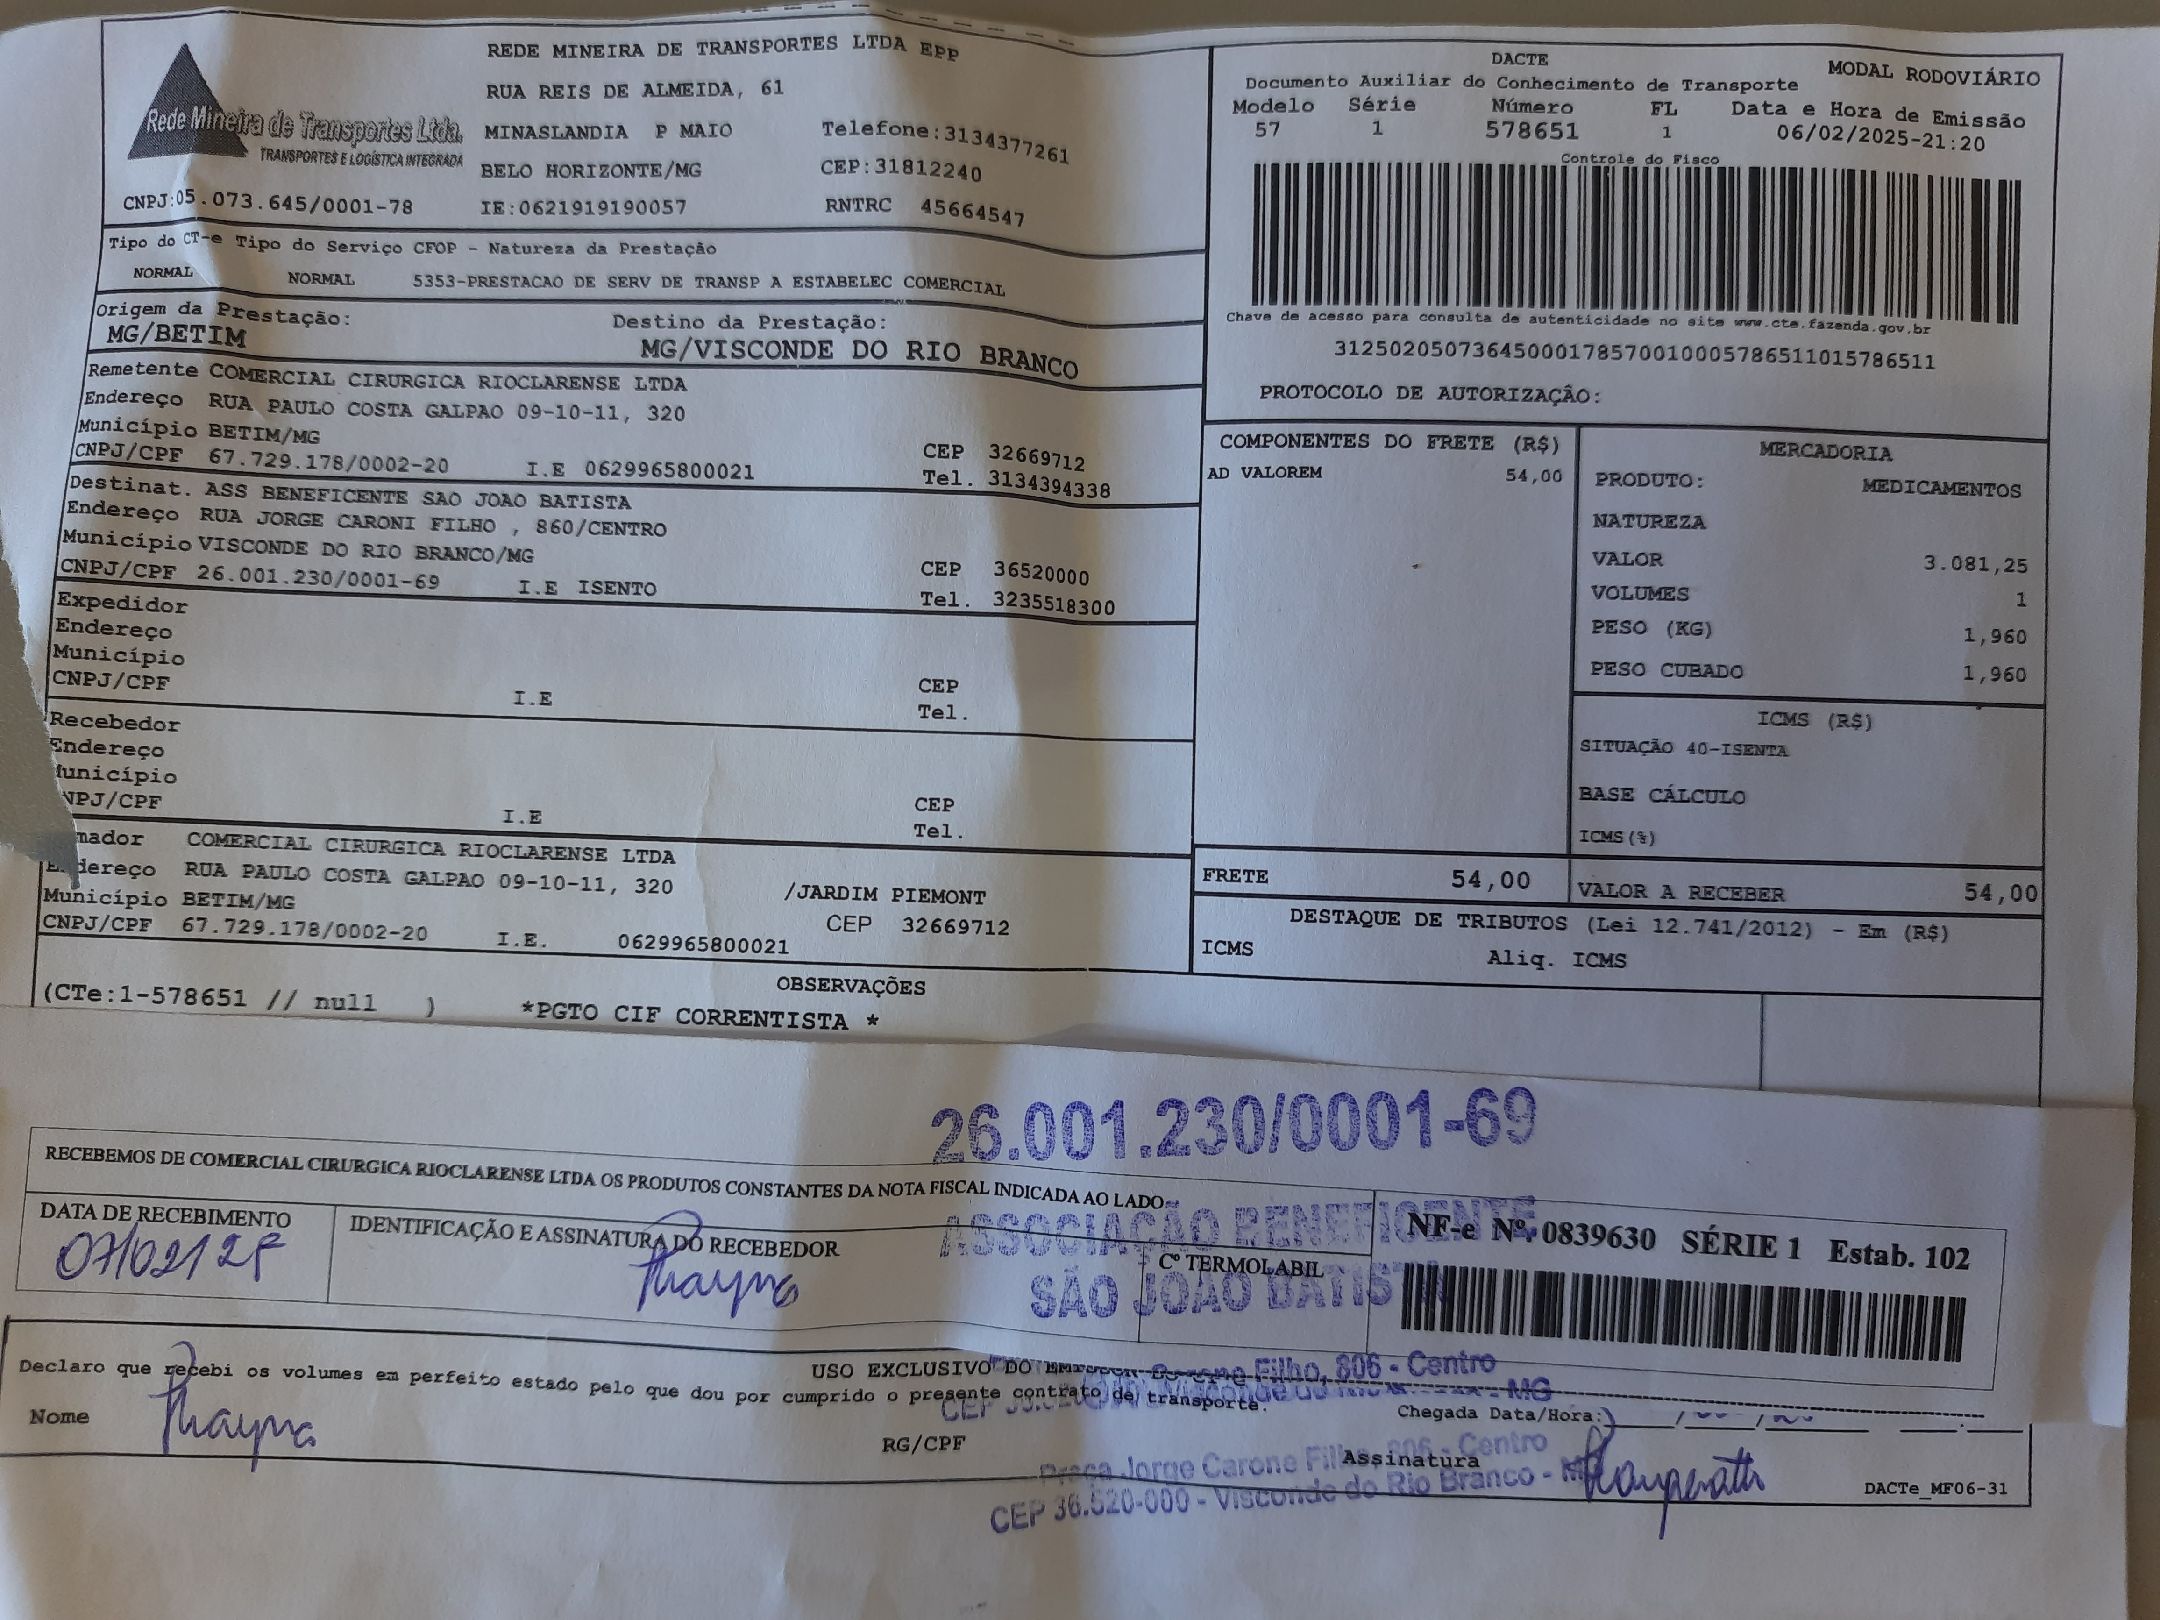 Rede Mineira de Transportes Ltda.
TRANSPORTES E LOGÍSTICA INTEGRADA
REDE MINEIRA DE TRANSPORTES LTDA EPP
RUA REIS DE ALMEIDA, 61
MINASLANDIA P MAIO Telefone:3134377261
BELO HORIZONTE/MG CEP:31812240
CNPJ:05.073.645/0001-78 IE:0621919190057 RNTRC 45664547
DACTE
MODAL RODOVIÁRIO
Documento Auxiliar do Conhecimento de Transporte
Modelo Série Número FL Data e Hora de Emissão
57 1 578651 1 06/02/2025-21:20
Controle do Fisco
Chave de acesso para consulta de autenticidade no site www.cte.fazenda.gov.br
31250205073645000178570010005786511015786511
PROTOCOLO DE AUTORIZAÇÃO:
Tipo do CT-e Tipo do Serviço CFOP - Natureza da Prestação
NORMAL NORMAL 5353-PRESTACAO DE SERV DE TRANSP A ESTABELEC COMERCIAL
Origem da Prestação: Destino da Prestação:
MG/BETIM MG/VISCONDE DO RIO BRANCO
Remetente COMERCIAL CIRURGICA RIOCLARENSE LTDA
Endereço RUA PAULO COSTA GALPAO 09-10-11, 320
Município BETIM/MG CEP 32669712
CNPJ/CPF 67.729.178/0002-20 I.E 0629965800021 Tel. 3134394338
Destinat. ASS BENEFICENTE SAO JOAO BATISTA
Endereço RUA JORGE CARONI FILHO , 860/CENTRO
Município VISCONDE DO RIO BRANCO/MG CEP 36520000
CNPJ/CPF 26.001.230/0001-69 I.E ISENTO Tel. 3235518300
Expedidor
Endereço
Município CEP
CNPJ/CPF I.E Tel.
Recebedor
Endereço
Município CEP
NPJ/CPF I.E Tel.
mador COMERCIAL CIRURGICA RIOCLARENSE LTDA
Endereço RUA PAULO COSTA GALPAO 09-10-11, 320 /JARDIM PIEMONT
Município BETIM/MG CEP 32669712
CNPJ/CPF 67.729.178/0002-20 I.E. 0629965800021
COMPONENTES DO FRETE (R$)
AD VALOREM 54,00
MERCADORIA
PRODUTO: MEDICAMENTOS
NATUREZA
VALOR 3.081,25
VOLUMES 1
PESO (KG) 1,960
PESO CUBADO 1,960
ICMS (R$)
SITUAÇÃO 40-ISENTA
BASE CÁLCULO
ICMS(%)
FRETE 54,00 VALOR A RECEBER 54,00
DESTAQUE DE TRIBUTOS (Lei 12.741/2012) - Em (R$)
ICMS Aliq. ICMS
OBSERVAÇÕES
(CTe:1-578651 // null ) *PGTO CIF CORRENTISTA *
26.001.230/0001-69
RECEBEMOS DE COMERCIAL CIRURGICA RIOCLARENSE LTDA OS PRODUTOS CONSTANTES DA NOTA FISCAL INDICADA AO LADO
ASSOCIAÇÃO BENEFICENTE
SÃO JOÃO BATISTA
DATA DE RECEBIMENTO IDENTIFICAÇÃO E ASSINATURA DO RECEBEDOR Cº TERMOLABIL
NF-e Nº. 0839630 SÉRIE 1 Estab. 102
07/02/25 Thayna
USO EXCLUSIVO DO
Carone Filho, 806 - Centro
Declaro que recebi os volumes em perfeito estado pelo que dou por cumprido o presente contrato de transporte.
Chegada Data/Hora:
Nome Thayna RG/CPF Assinatura
Praça Jorge Carone Filho, 806 - Centro
CEP 36.520-000 - Visconde do Rio Branco - MG
DACTe_MF06-31